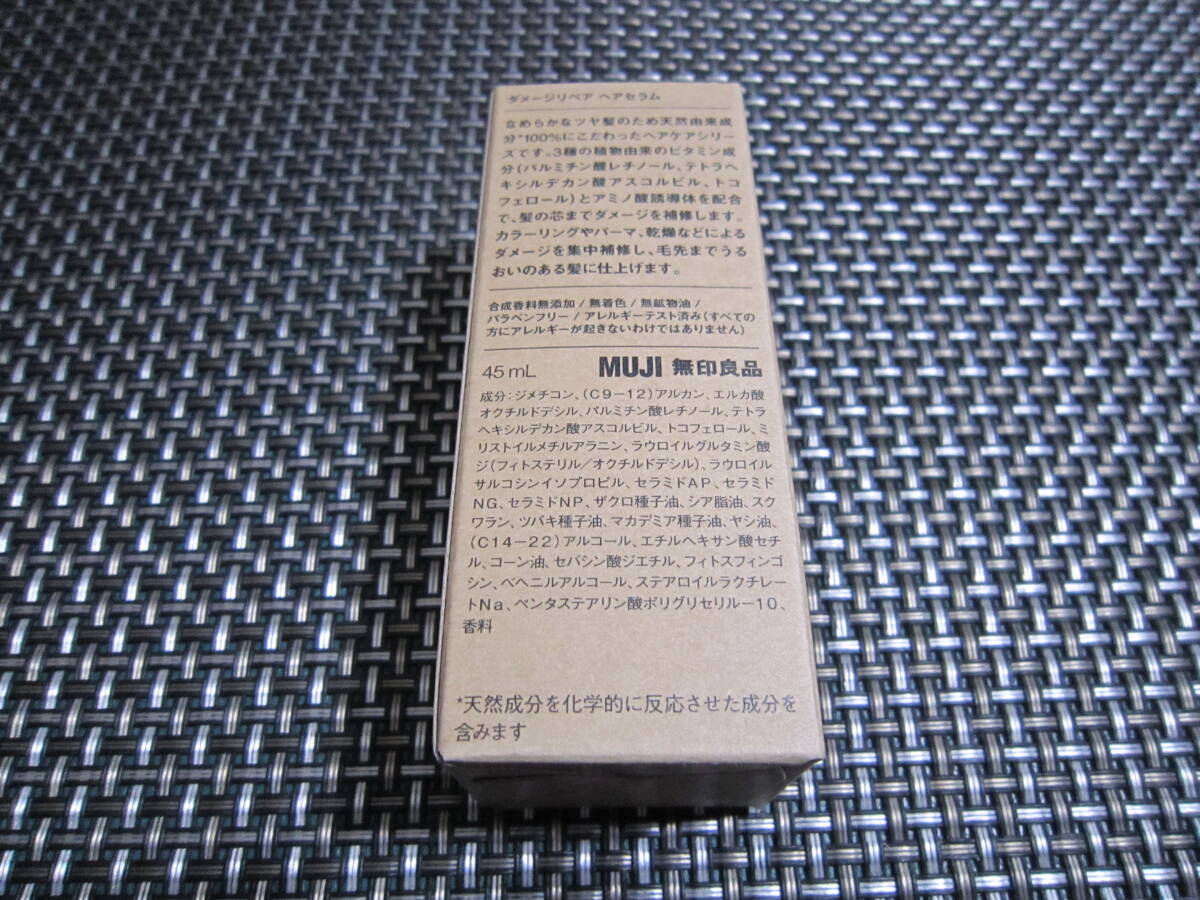 ダメージリペア ヘアセラム
なめらかなツヤ髪のため天然由来成
分*100%にこだわったヘアケアシリー
ズです。3種の植物由来のビタミン成
分(パルミチン酸レチノール、テトラヘ
キシルデカン酸アスコルビル、トコ
フェロール)とアミノ酸誘導体を配合
で、髪の芯までダメージを補修します。
カラーリングやパーマ、乾燥などによる
ダメージを集中補修し、毛先までうる
おいのある髪に仕上げます。
合成香料無添加/無着色/無鉱物油/
パラベンフリー/アレルギーテスト済み(すべての
方にアレルギーが起きないわけではありません)
45mL MUJI 無印良品
成分:ジメチコン、(C9-12)アルカン、エルカ酸
オクチルドデシル、パルミチン酸レチノール、テトラ
ヘキシルデカン酸アスコルビル、トコフェロール、ミ
リストイルメチルアラニン、ラウロイルグルタミン酸
ジ(フィトステリル/オクチルドデシル)、ラウロイル
サルコシンイソプロピル、セラミドAP、セラミド
NG、セラミドNP、ザクロ種子油、シア脂油、スク
ワラン、ツバキ種子油、マカデミア種子油、ヤシ油、
(C14-22)アルコール、エチルヘキサン酸セチ
ル、コーン油、セバシン酸ジエチル、フィトスフィンゴ
シン、ベヘニルアルコール、ステアロイルラクチレー
トNa、ペンタステアリン酸ポリグリセリル-10、
香料
*天然成分を化学的に反応させた成分を
含みます